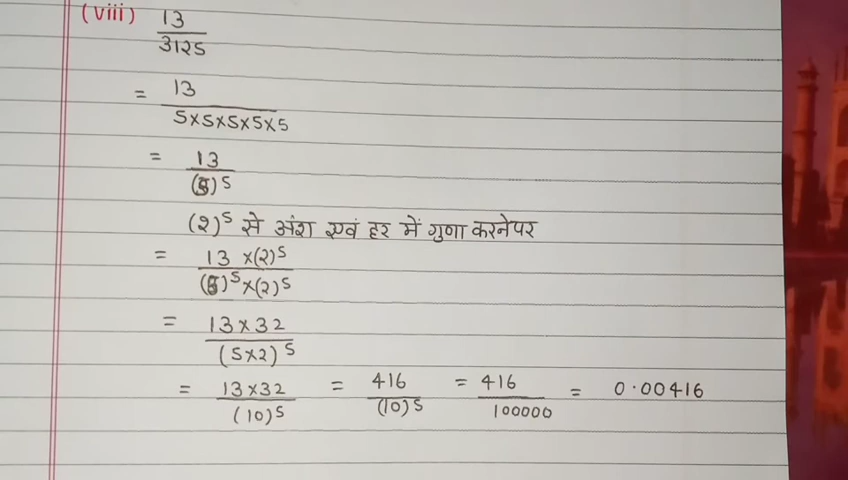 (viii) 13/3125
= 13/5×5×5×5×5
= 13/(5)⁵
(2)⁵ से अंश एवं हर में गुणा करनेपर
= 13 ×(2)⁵/(5)⁵×(2)⁵
= 13×32/(5×2)⁵
= 13×32/(10)⁵ = 416/(10)⁵ = 416/100000 = 0.00416